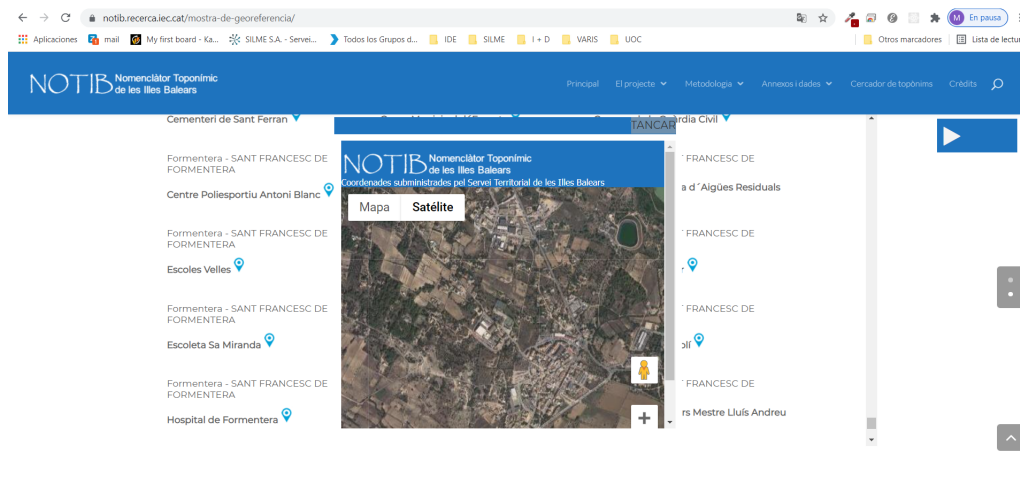 notib.recerca.iec.cat/mostra-de-georeferencia/
M En pausa
Aplicaciones mail My first board - Ka... SILME S.A. - Servei... Todos los Grupos d... IDE SILME I + D VARIS UOC Otros marcadores Lista de lectur
NOTIB Nomenclàtor Toponímic
de les Illes Balears
Principal El projecte Metodologia Annexos i dades Cercador de topònims Crèdits
Cementeri de Sant Ferran
rdia Civil
TANCAR
Formentera - SANT FRANCESC DE
FORMENTERA
Centre Poliesportiu Antoni Blanc
NOTIB Nomenclàtor Toponímic
de les Illes Balears
Coordenades subministrades pel Servei Territorial de les Illes Balears
Mapa Satélite
FRANCESC DE
a d´Aigües Residuals
Formentera - SANT FRANCESC DE
FORMENTERA
Escoles Velles
FRANCESC DE
r
Formentera - SANT FRANCESC DE
FORMENTERA
Escoleta Sa Miranda
FRANCESC DE
olí
Formentera - SANT FRANCESC DE
FORMENTERA
Hospital de Formentera
FRANCESC DE
rs Mestre Lluís Andreu